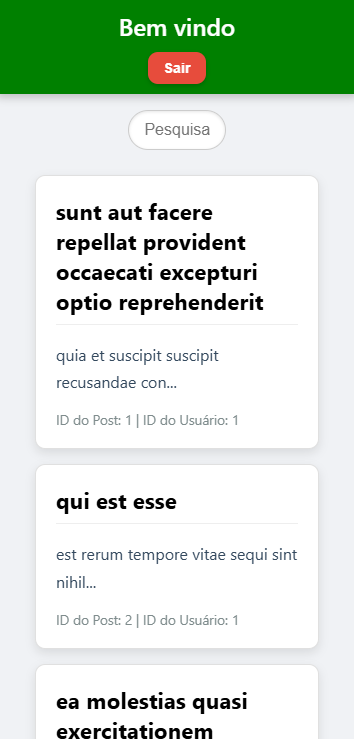 Bem vindo
Sair
Pesquisa
sunt aut facere
repellat provident
occaecati excepturi
optio reprehenderit
quia et suscipit suscipit
recusandae con...
ID do Post: 1 | ID do Usuário: 1
qui est esse
est rerum tempore vitae sequi sint
nihil...
ID do Post: 2 | ID do Usuário: 1
ea molestias quasi
exercitationem